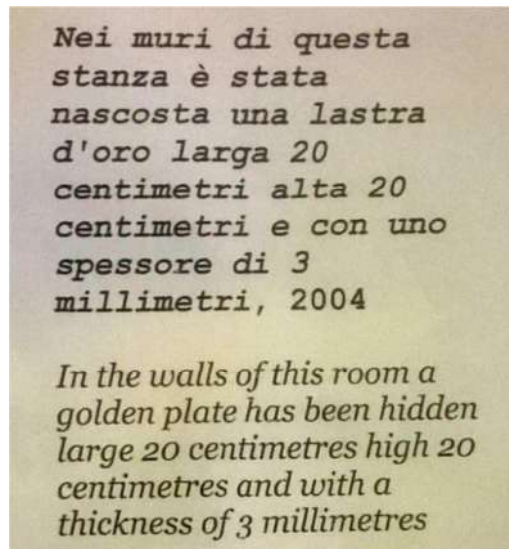 Nei muri di questa
stanza è stata
nascosta una lastra
d'oro larga 20
centimetri alta 20
centimetri e con uno
spessore di 3
millimetri, 2004
In the walls of this room a
golden plate has been hidden
large 20 centimetres high 20
centimetres and with a
thickness of 3 millimetres